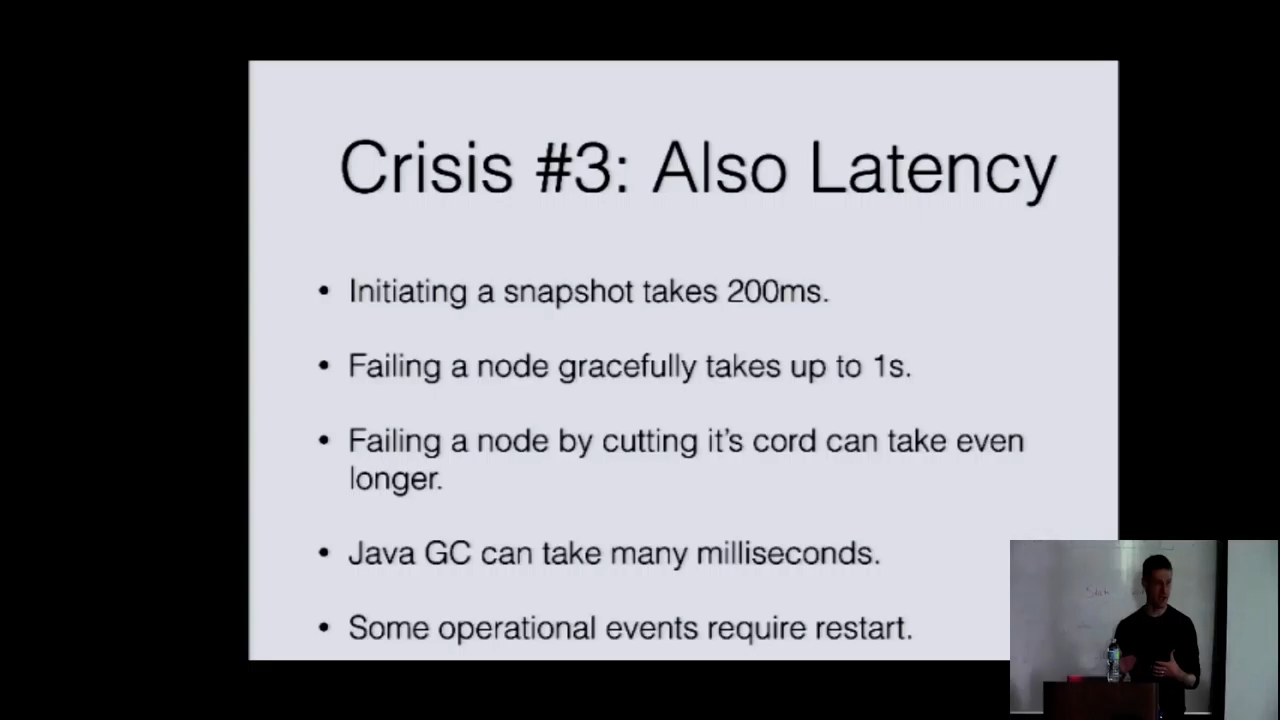 Crisis #3: Also Latency
• Initiating a snapshot takes 200ms.
• Failing a node gracefully takes up to 1s.
• Failing a node by cutting it's cord can take even
longer.
• Java GC can take many milliseconds.
• Some operational events require restart.